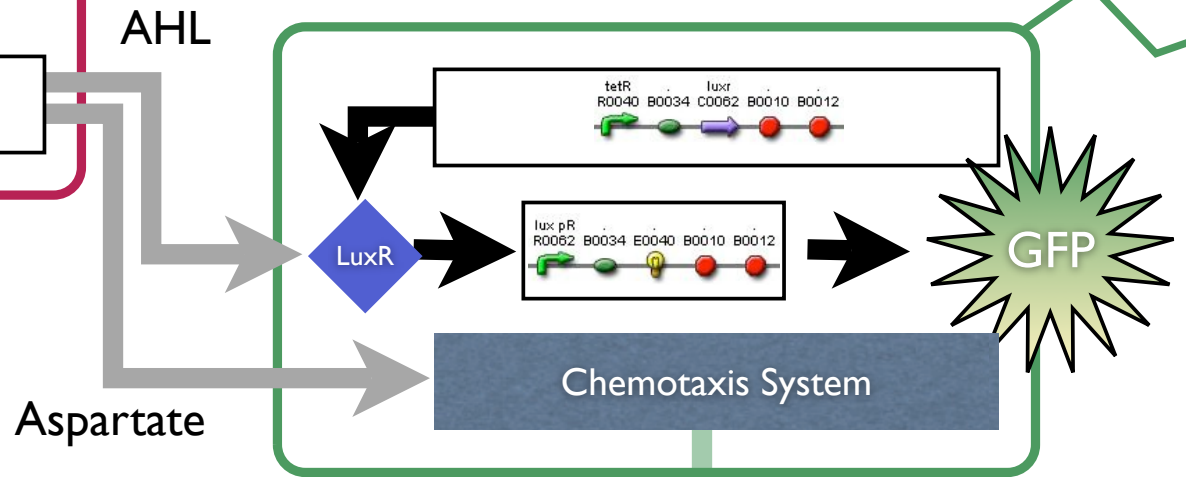 AHL
tetR . luxr . .
R0040 B0034 C0062 B0010 B0012
lux pR . . . .
R0062 B0034 E0040 B0010 B0012
LuxR
GFP
Chemotaxis System
Aspartate